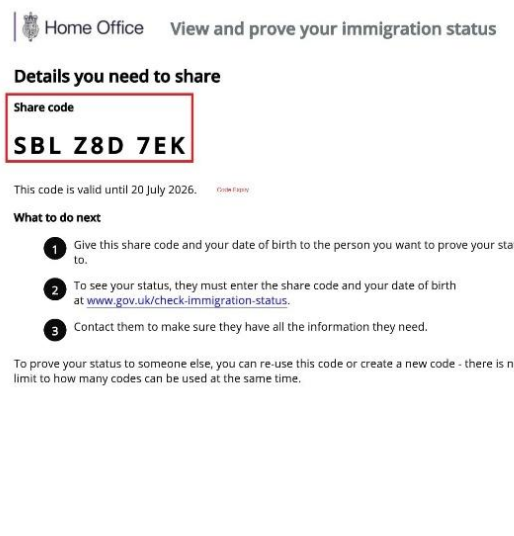 Home Office
View and prove your immigration status
Details you need to share
Share code
SBL Z8D 7EK
This code is valid until 20 July 2026.
Code Expiry
What to do next
1 Give this share code and your date of birth to the person you want to prove your sta
to.
2 To see your status, they must enter the share code and your date of birth
at www.gov.uk/check-immigration-status.
3 Contact them to make sure they have all the information they need.
To prove your status to someone else, you can re-use this code or create a new code - there is n
limit to how many codes can be used at the same time.